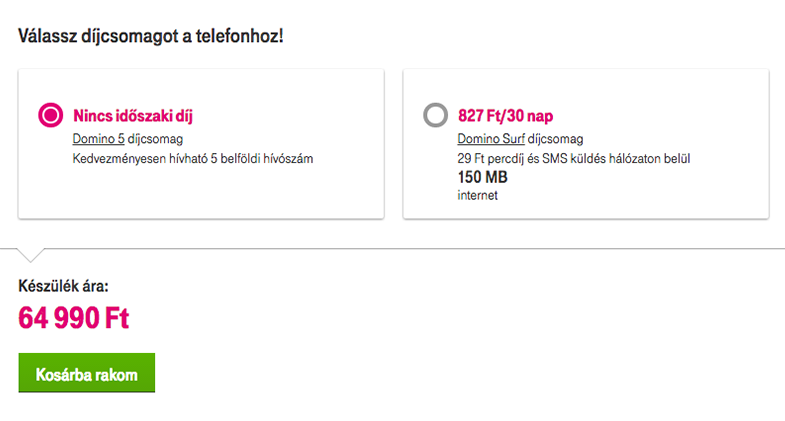 Válassz díjcsomagot a telefonhoz!
Nincs időszaki díj
Domino 5 díjcsomag
Kedvezményesen hívható 5 belföldi hívószám
827 Ft/30 nap
Domino Surf díjcsomag
29 Ft percdíj és SMS küldés hálózaton belül
150 MB
internet
Készülék ára:
64 990 Ft
Kosárba rakom